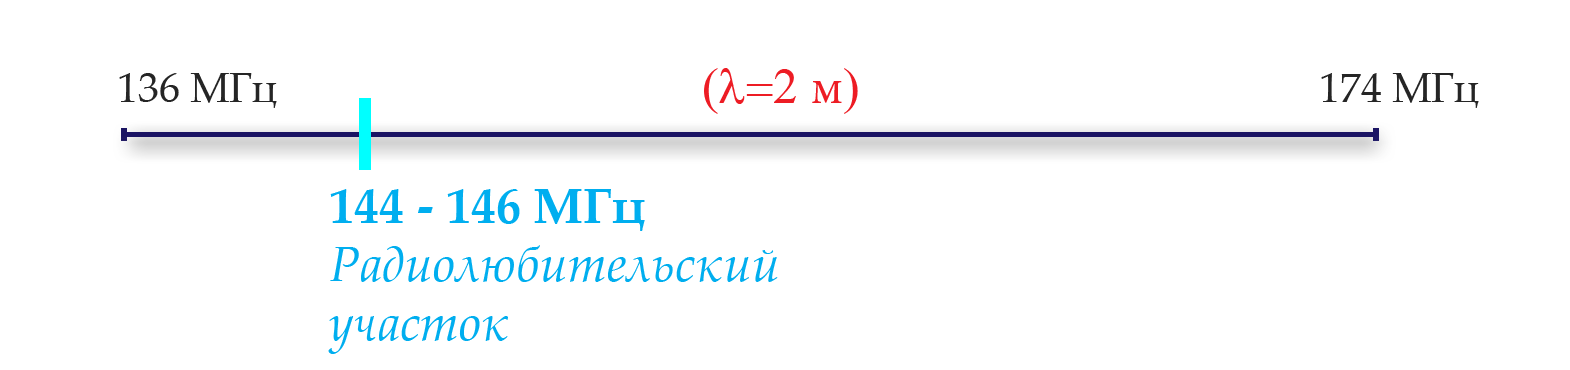 136 МГц
(λ=2 м)
174 МГц
144 - 146 МГц
Радиолюбительский
участок